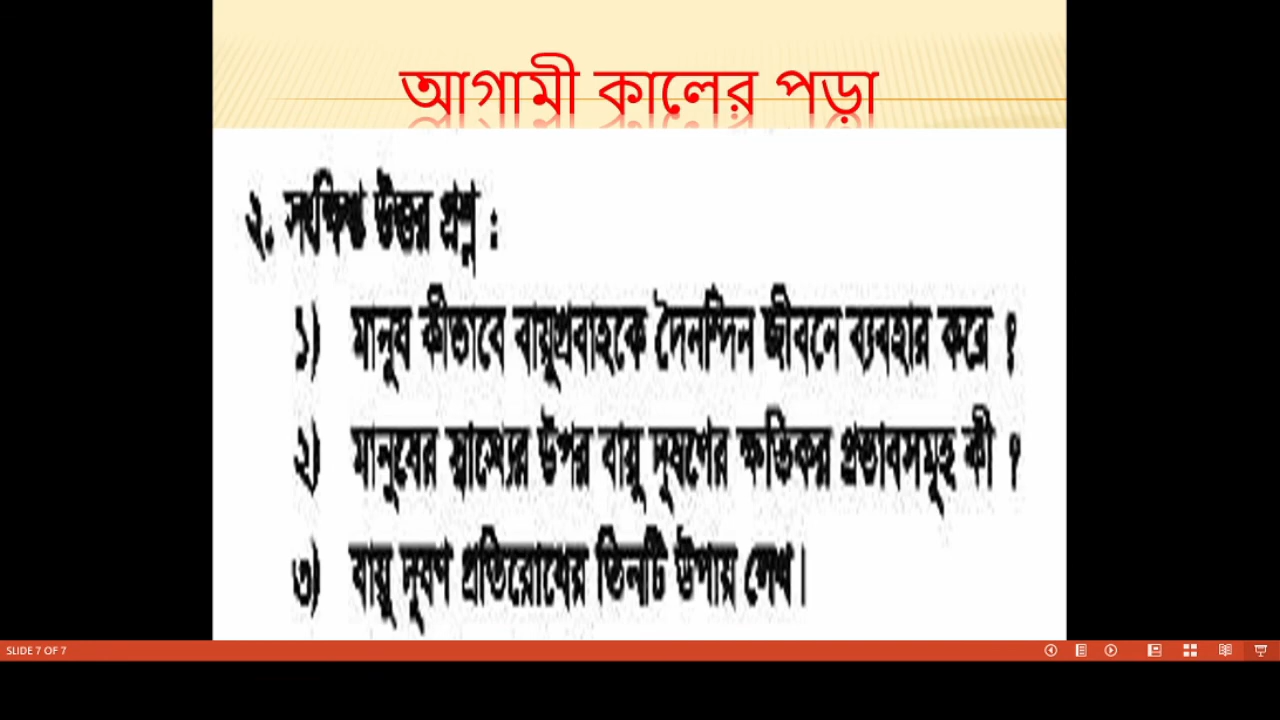 আগামী কালের পড়া
২. সংক্ষিপ্ত উত্তর প্রশ্ন :
১) মানুষ কীভাবে বায়ুপ্রবাহকে দৈনন্দিন জীবনে ব্যবহার করে ?
২) মানুষের স্বাস্থ্যের উপর বায়ু দূষণের ক্ষতিকর প্রভাবসমূহ কী ?
৩) বায়ু দূষণ প্রতিরোধের তিনটি উপায় লেখ।
SLIDE 7 OF 7